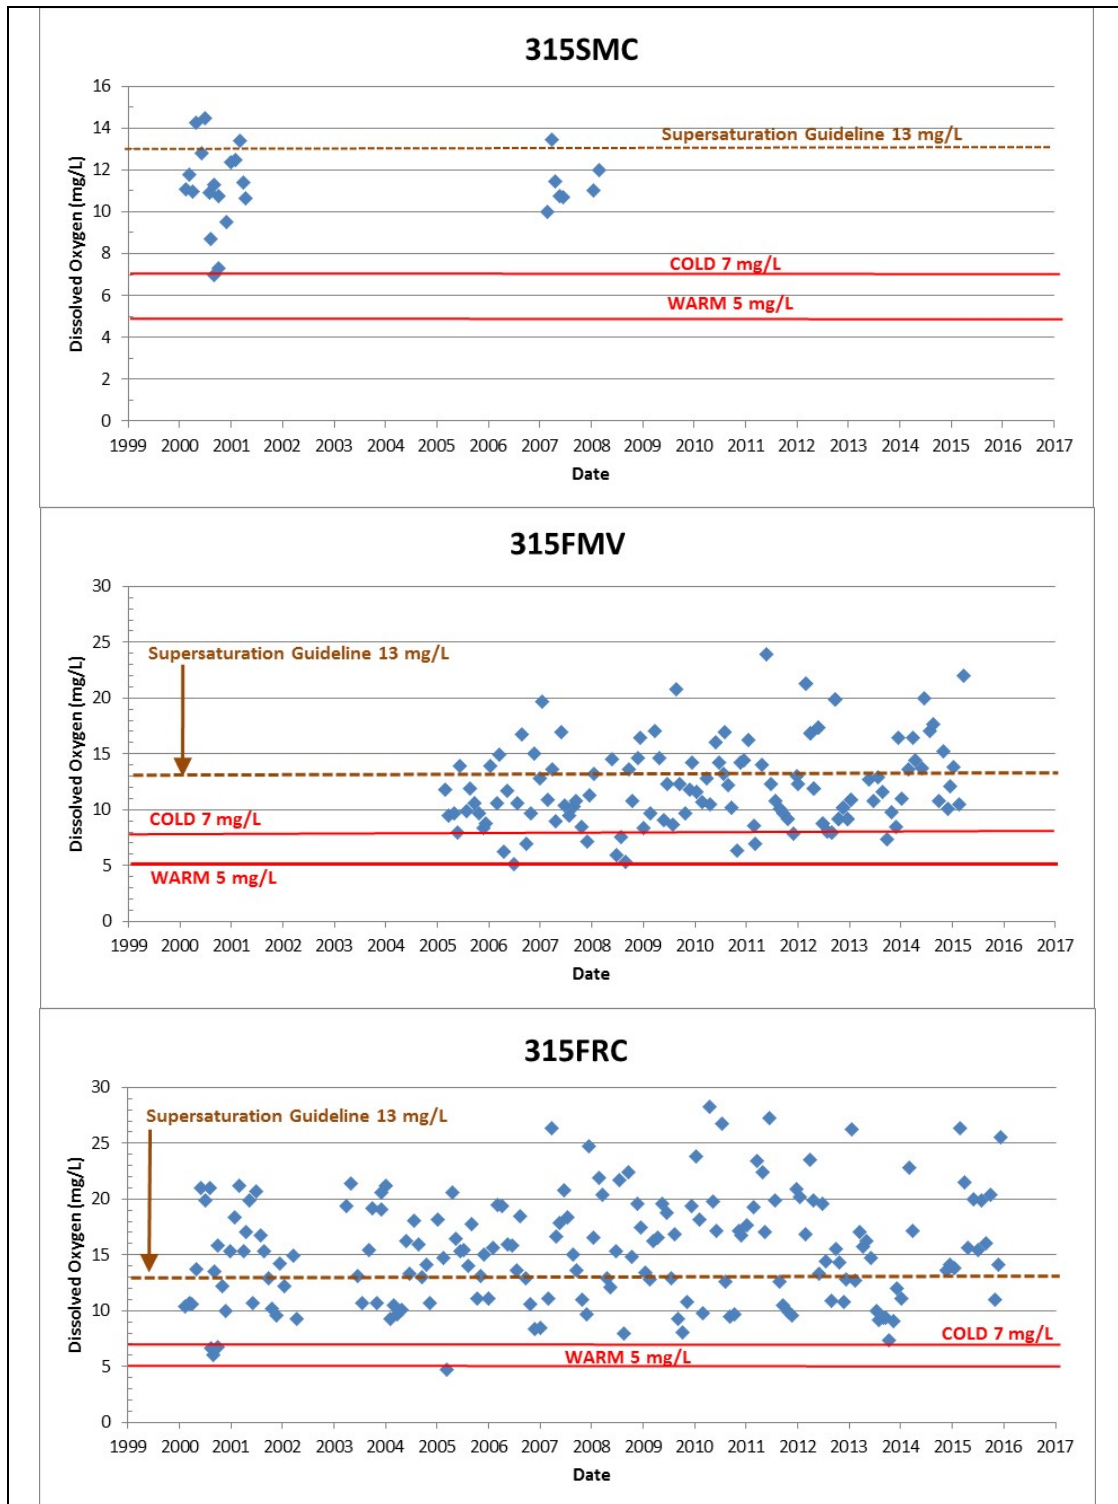 315SMC
16
14
12
10
8
6
4
2
0
Dissolved Oxygen (mg/L)
Supersaturation Guideline 13 mg/L
COLD 7 mg/L
WARM 5 mg/L
1999 2000 2001 2002 2003 2004 2005 2006 2007 2008 2009 2010 2011 2012 2013 2014 2015 2016 2017
Date
315FMV
30
25
20
15
10
5
0
Dissolved Oxygen (mg/L)
Supersaturation Guideline 13 mg/L
COLD 7 mg/L
WARM 5 mg/L
1999 2000 2001 2002 2003 2004 2005 2006 2007 2008 2009 2010 2011 2012 2013 2014 2015 2016 2017
Date
315FRC
30
25
20
15
10
5
0
Dissolved Oxygen (mg/L)
Supersaturation Guideline 13 mg/L
COLD 7 mg/L
WARM 5 mg/L
1999 2000 2001 2002 2003 2004 2005 2006 2007 2008 2009 2010 2011 2012 2013 2014 2015 2016 2017
Date